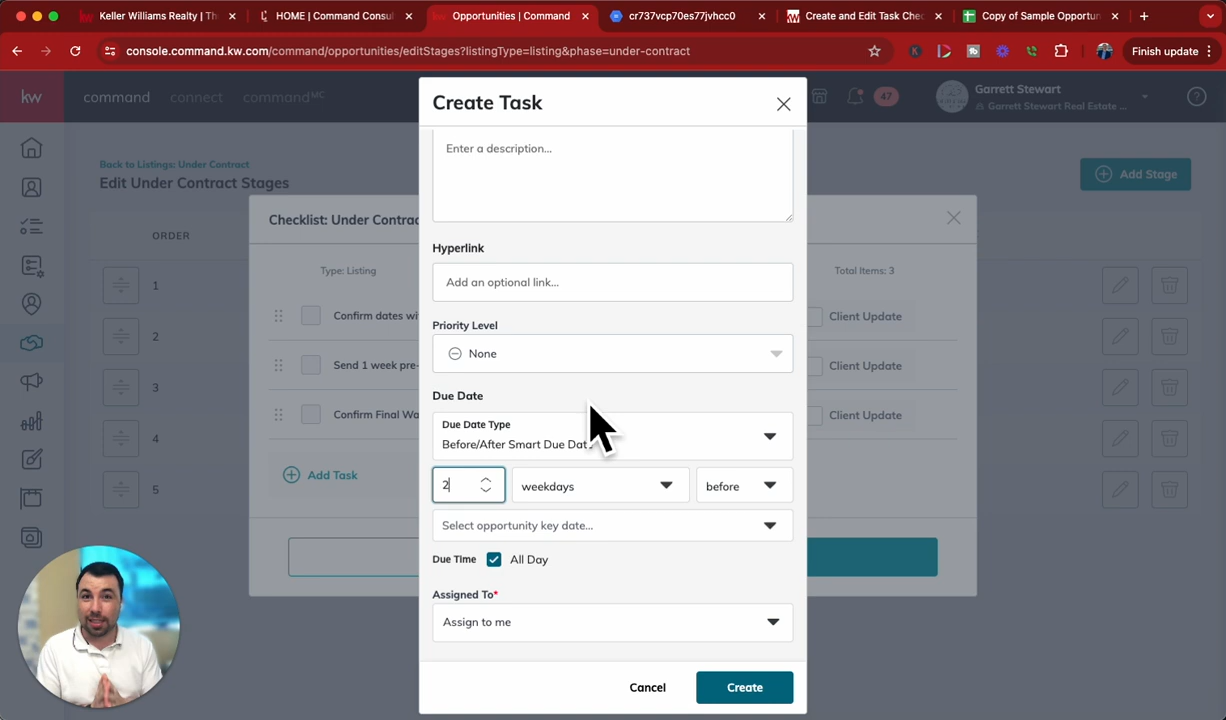 Keller Williams Realty | Th
HOME | Command Consul
Opportunities | Command
cr737vcp70es77jvhcc0
Create and Edit Task Chec
Copy of Sample Opportun
console.command.kw.com/command/opportunities/editStages?listingType=listing&phase=under-contract
Finish update
kw
command
connect
command MC
47
Garrett Stewart
Garrett Stewart Real Estate ...
Back to Listings: Under Contract
Edit Under Contract Stages
Add Stage
ORDER
1
2
3
4
5
Checklist: Under Contrac
Type: Listing
Total Items: 3
Confirm dates wi
Client Update
Send 1 week pre-
Client Update
Confirm Final Wa
Client Update
Add Task
Create Task
Enter a description...
Hyperlink
Add an optional link...
Priority Level
None
Due Date
Due Date Type
Before/After Smart Due Dat
2
weekdays
before
Select opportunity key date...
Due Time
All Day
Assigned To*
Assign to me
Cancel
Create